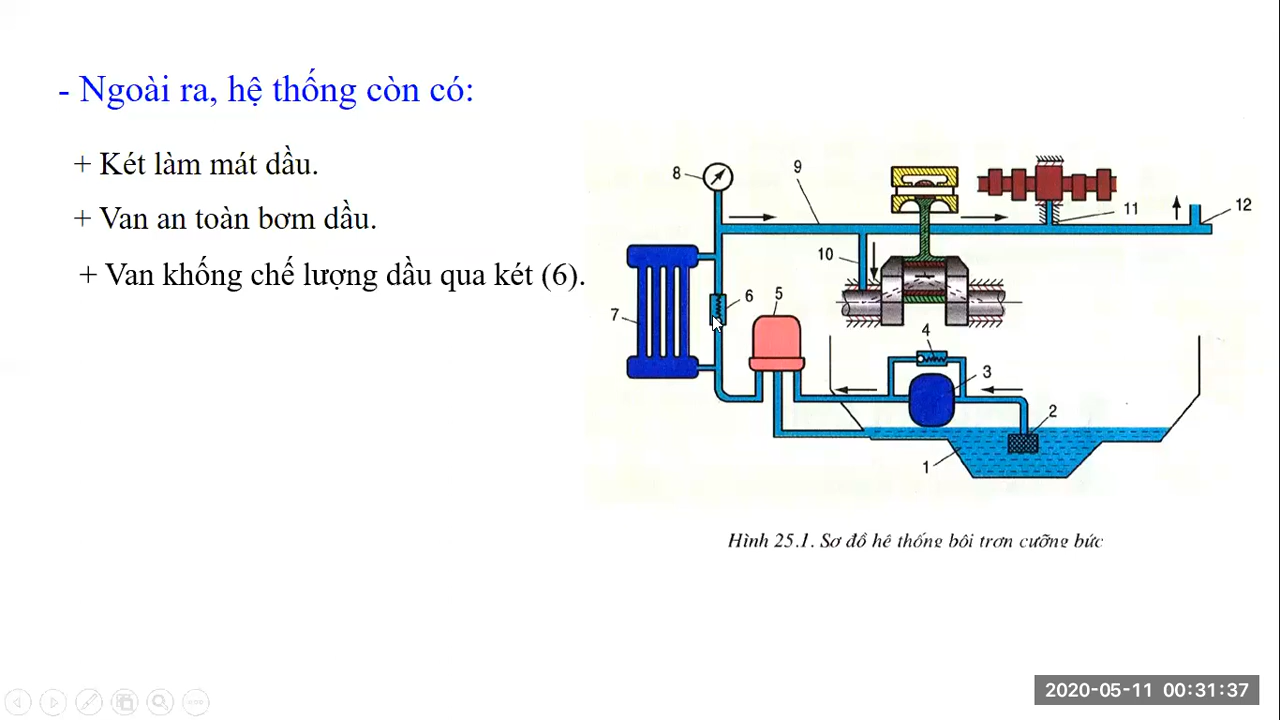 - Ngoài ra, hệ thống còn có:
+ Két làm mát dầu.
+ Van an toàn bơm dầu.
+ Van khống chế lượng dầu qua két (6).
8
9
11
12
10
7
6
5
4
3
2
1
Hình 25.1. Sơ đồ hệ thống bôi trơn cưỡng bức
2020-05-11 00:31:37